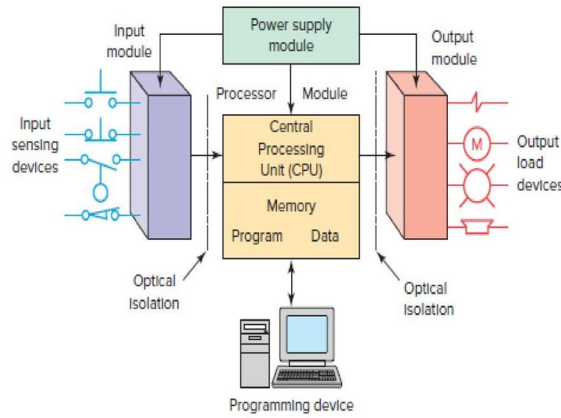 Power supply
module
Input
module
Output
module
Processor
Module
Input
sensing
devices
Central
Processing
Unit (CPU)
M
Output
load
devices
Memory
Program
Data
Optical
isolation
Optical
isolation
Programming device